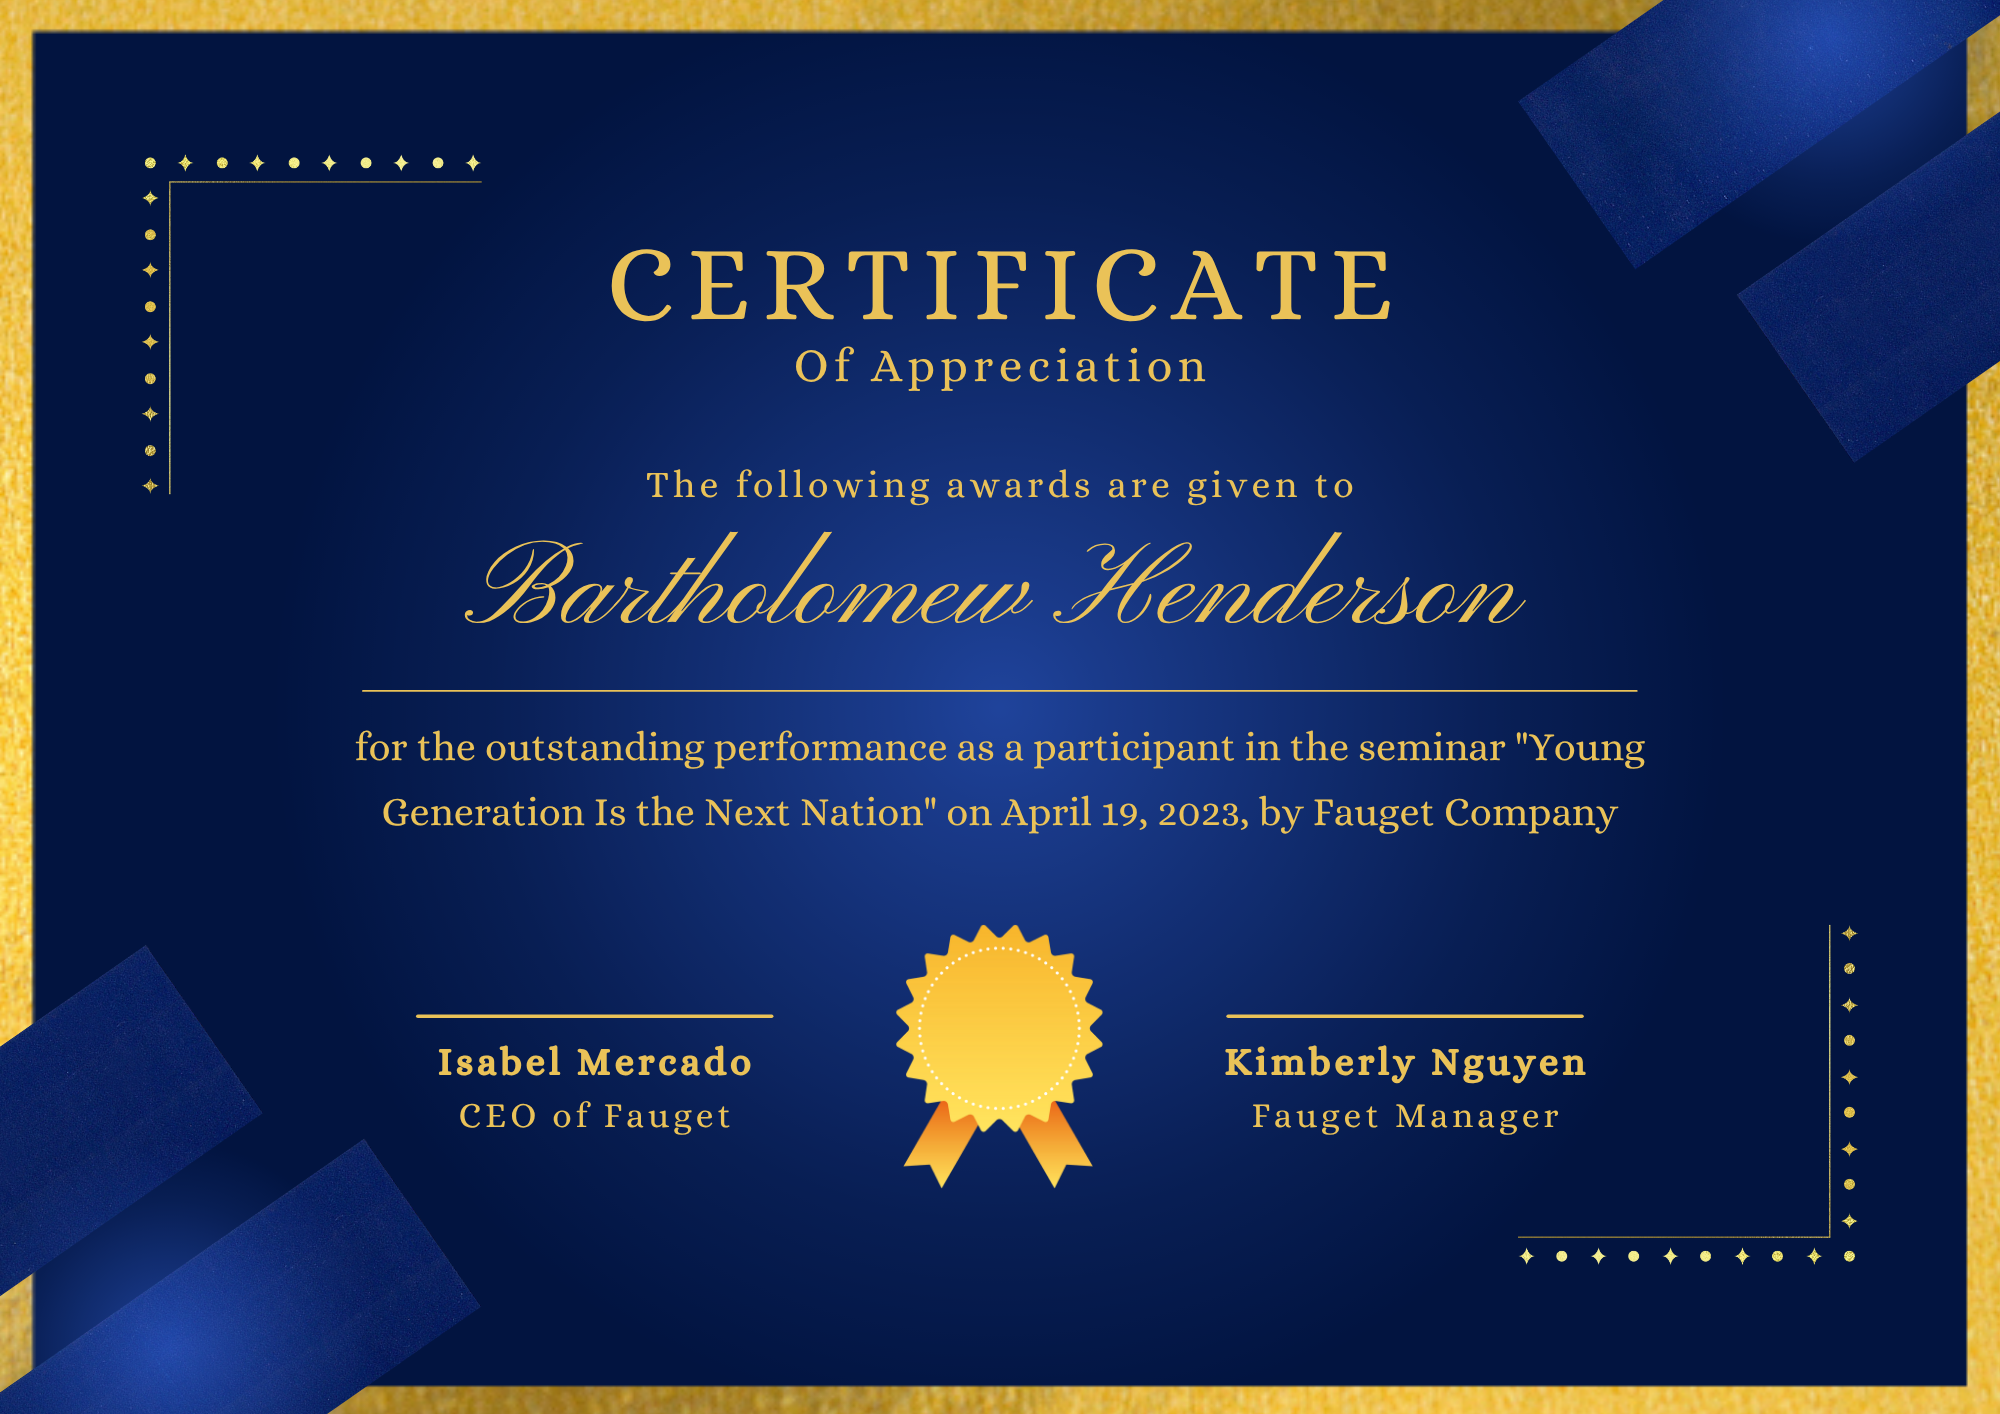 CERTIFICATE
Of Appreciation
The following awards are given to
Bartholomew Henderson
for the outstanding performance as a participant in the seminar "Young
Generation Is the Next Nation" on April 19, 2023, by Fauget Company
Isabel Mercado
CEO of Fauget
Kimberly Nguyen
Fauget Manager